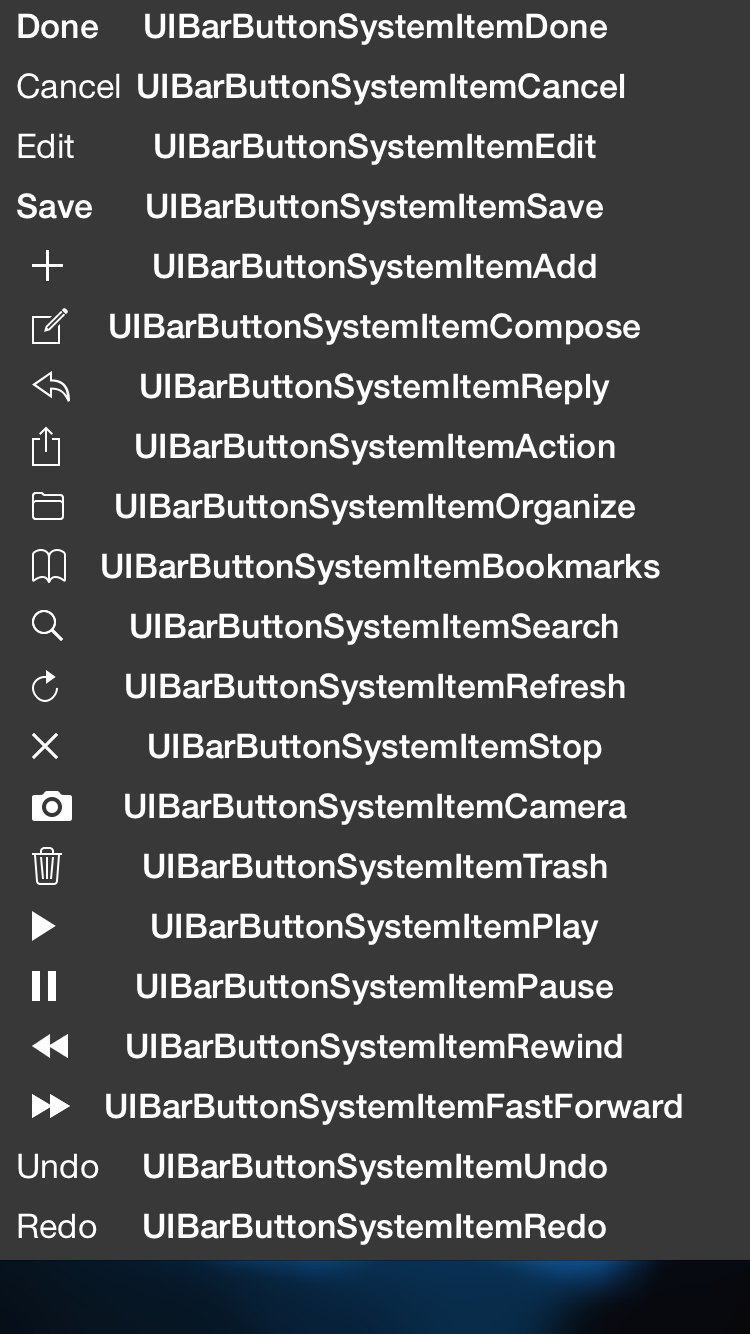 Done UIBarButtonSystemItemDone
Cancel UIBarButtonSystemItemCancel
Edit UIBarButtonSystemItemEdit
Save UIBarButtonSystemItemSave
UIBarButtonSystemItemAdd
UIBarButtonSystemItemCompose
UIBarButtonSystemItemReply
UIBarButtonSystemItemAction
UIBarButtonSystemItemOrganize
UIBarButtonSystemItemBookmarks
UIBarButtonSystemItemSearch
UIBarButtonSystemItemRefresh
UIBarButtonSystemItemStop
UIBarButtonSystemItemCamera
UIBarButtonSystemItemTrash
UIBarButtonSystemItemPlay
UIBarButtonSystemItemPause
UIBarButtonSystemItemRewind
UIBarButtonSystemItemFastForward
Undo UIBarButtonSystemItemUndo
Redo UIBarButtonSystemItemRedo